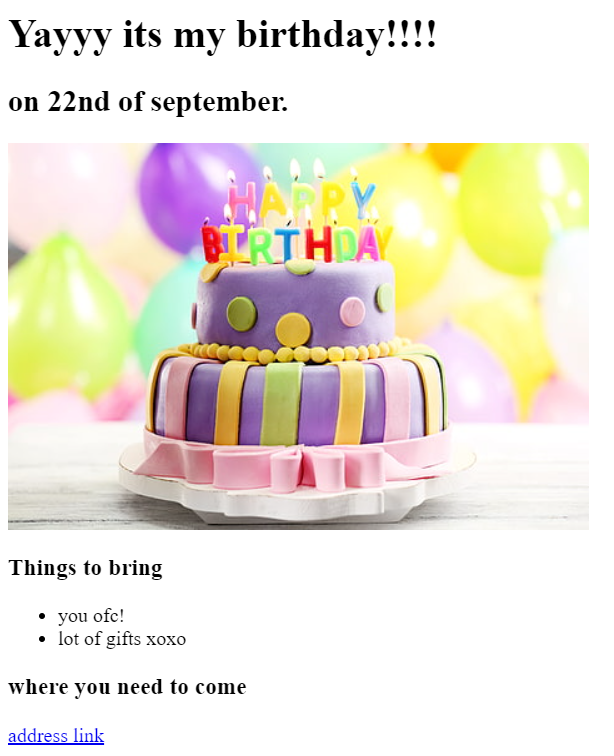 Yayyy its my birthday!!!!
on 22nd of september.
HAPPY
BIRTHDAY
Things to bring
you ofc!
lot of gifts xoxo
where you need to come
address link